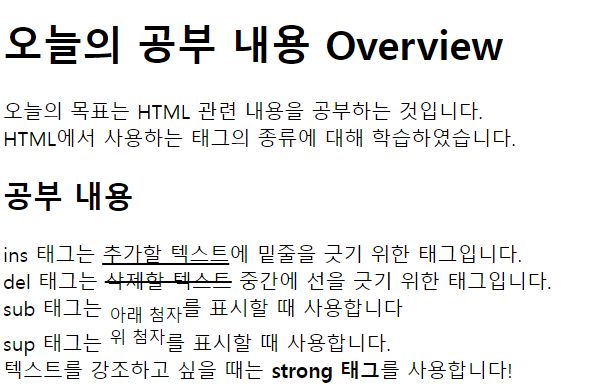 오늘의 공부 내용 Overview
오늘의 목표는 HTML 관련 내용을 공부하는 것입니다.
HTML에서 사용하는 태그의 종류에 대해 학습하였습니다.
공부 내용
ins 태그는 추가할 텍스트에 밑줄을 긋기 위한 태그입니다.
del 태그는 삭제할 텍스트 중간에 선을 긋기 위한 태그입니다.
sub 태그는 아래 첨자를 표시할 때 사용합니다
sup 태그는 위 첨자를 표시할 때 사용합니다.
텍스트를 강조하고 싶을 때는 strong 태그를 사용합니다!